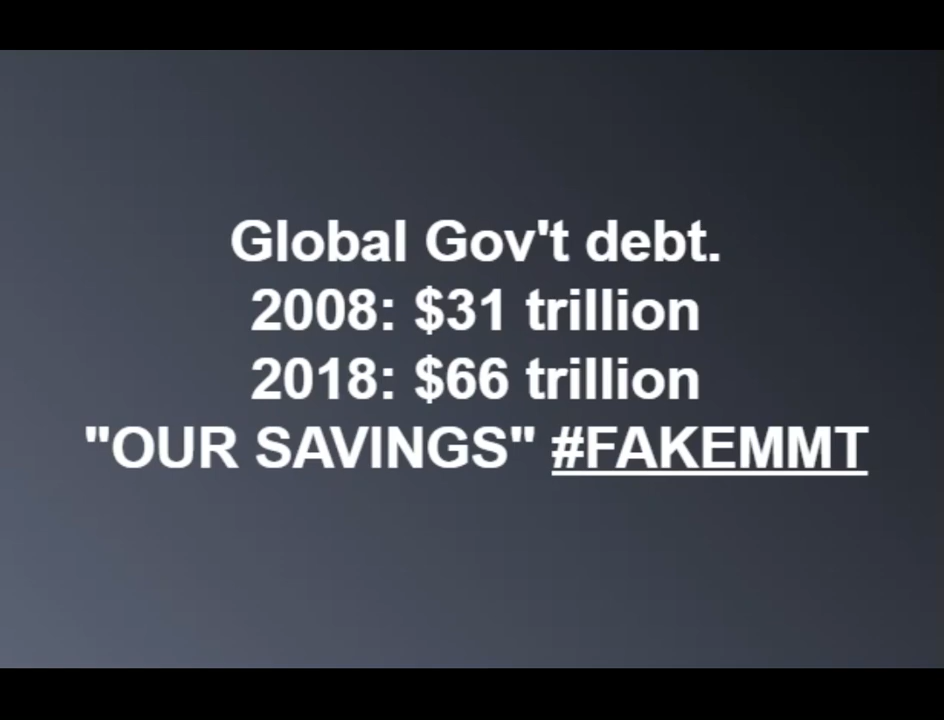 Global Gov't debt.
2008: $31 trillion
2018: $66 trillion
"OUR SAVINGS" #FAKEMMT